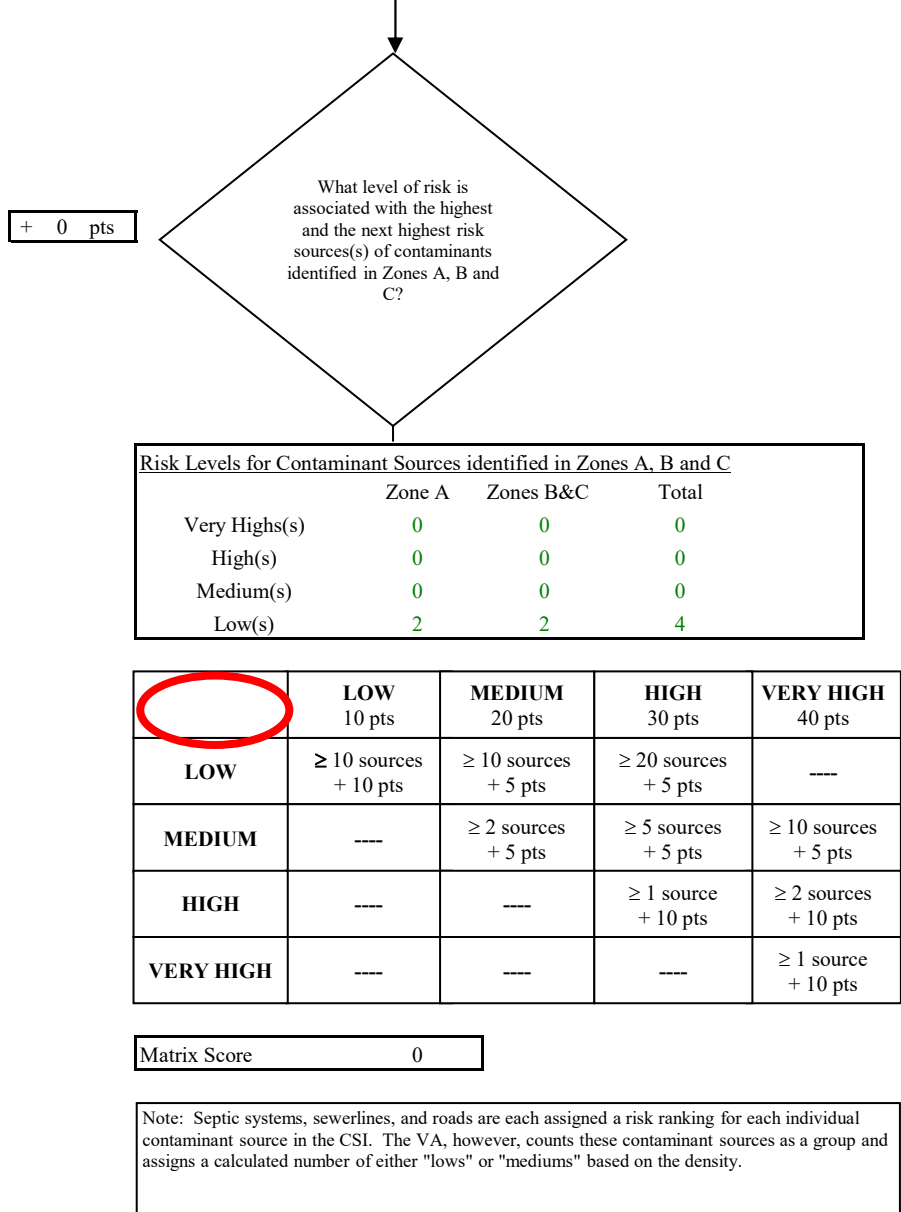 What level of risk is
associated with the highest
and the next highest risk
sources(s) of contaminants
identified in Zones A, B and
C?
+ 0 pts
Risk Levels for Contaminant Sources identified in Zones A, B and C
Zone A Zones B&C Total
Very Highs(s) 0 0 0
High(s) 0 0 0
Medium(s) 0 0 0
Low(s) 2 2 4
LOW MEDIUM HIGH VERY HIGH
10 pts 20 pts 30 pts 40 pts
LOW ≥ 10 sources ≥ 10 sources ≥ 20 sources ----
+ 10 pts + 5 pts + 5 pts
MEDIUM ---- ≥ 2 sources ≥ 5 sources ≥ 10 sources
+ 5 pts + 5 pts + 5 pts
HIGH ---- ---- ≥ 1 source ≥ 2 sources
+ 10 pts + 10 pts
VERY HIGH ---- ---- ---- ≥ 1 source
+ 10 pts
Matrix Score 0
Note: Septic systems, sewerlines, and roads are each assigned a risk ranking for each individual
contaminant source in the CSI. The VA, however, counts these contaminant sources as a group and
assigns a calculated number of either "lows" or "mediums" based on the density.